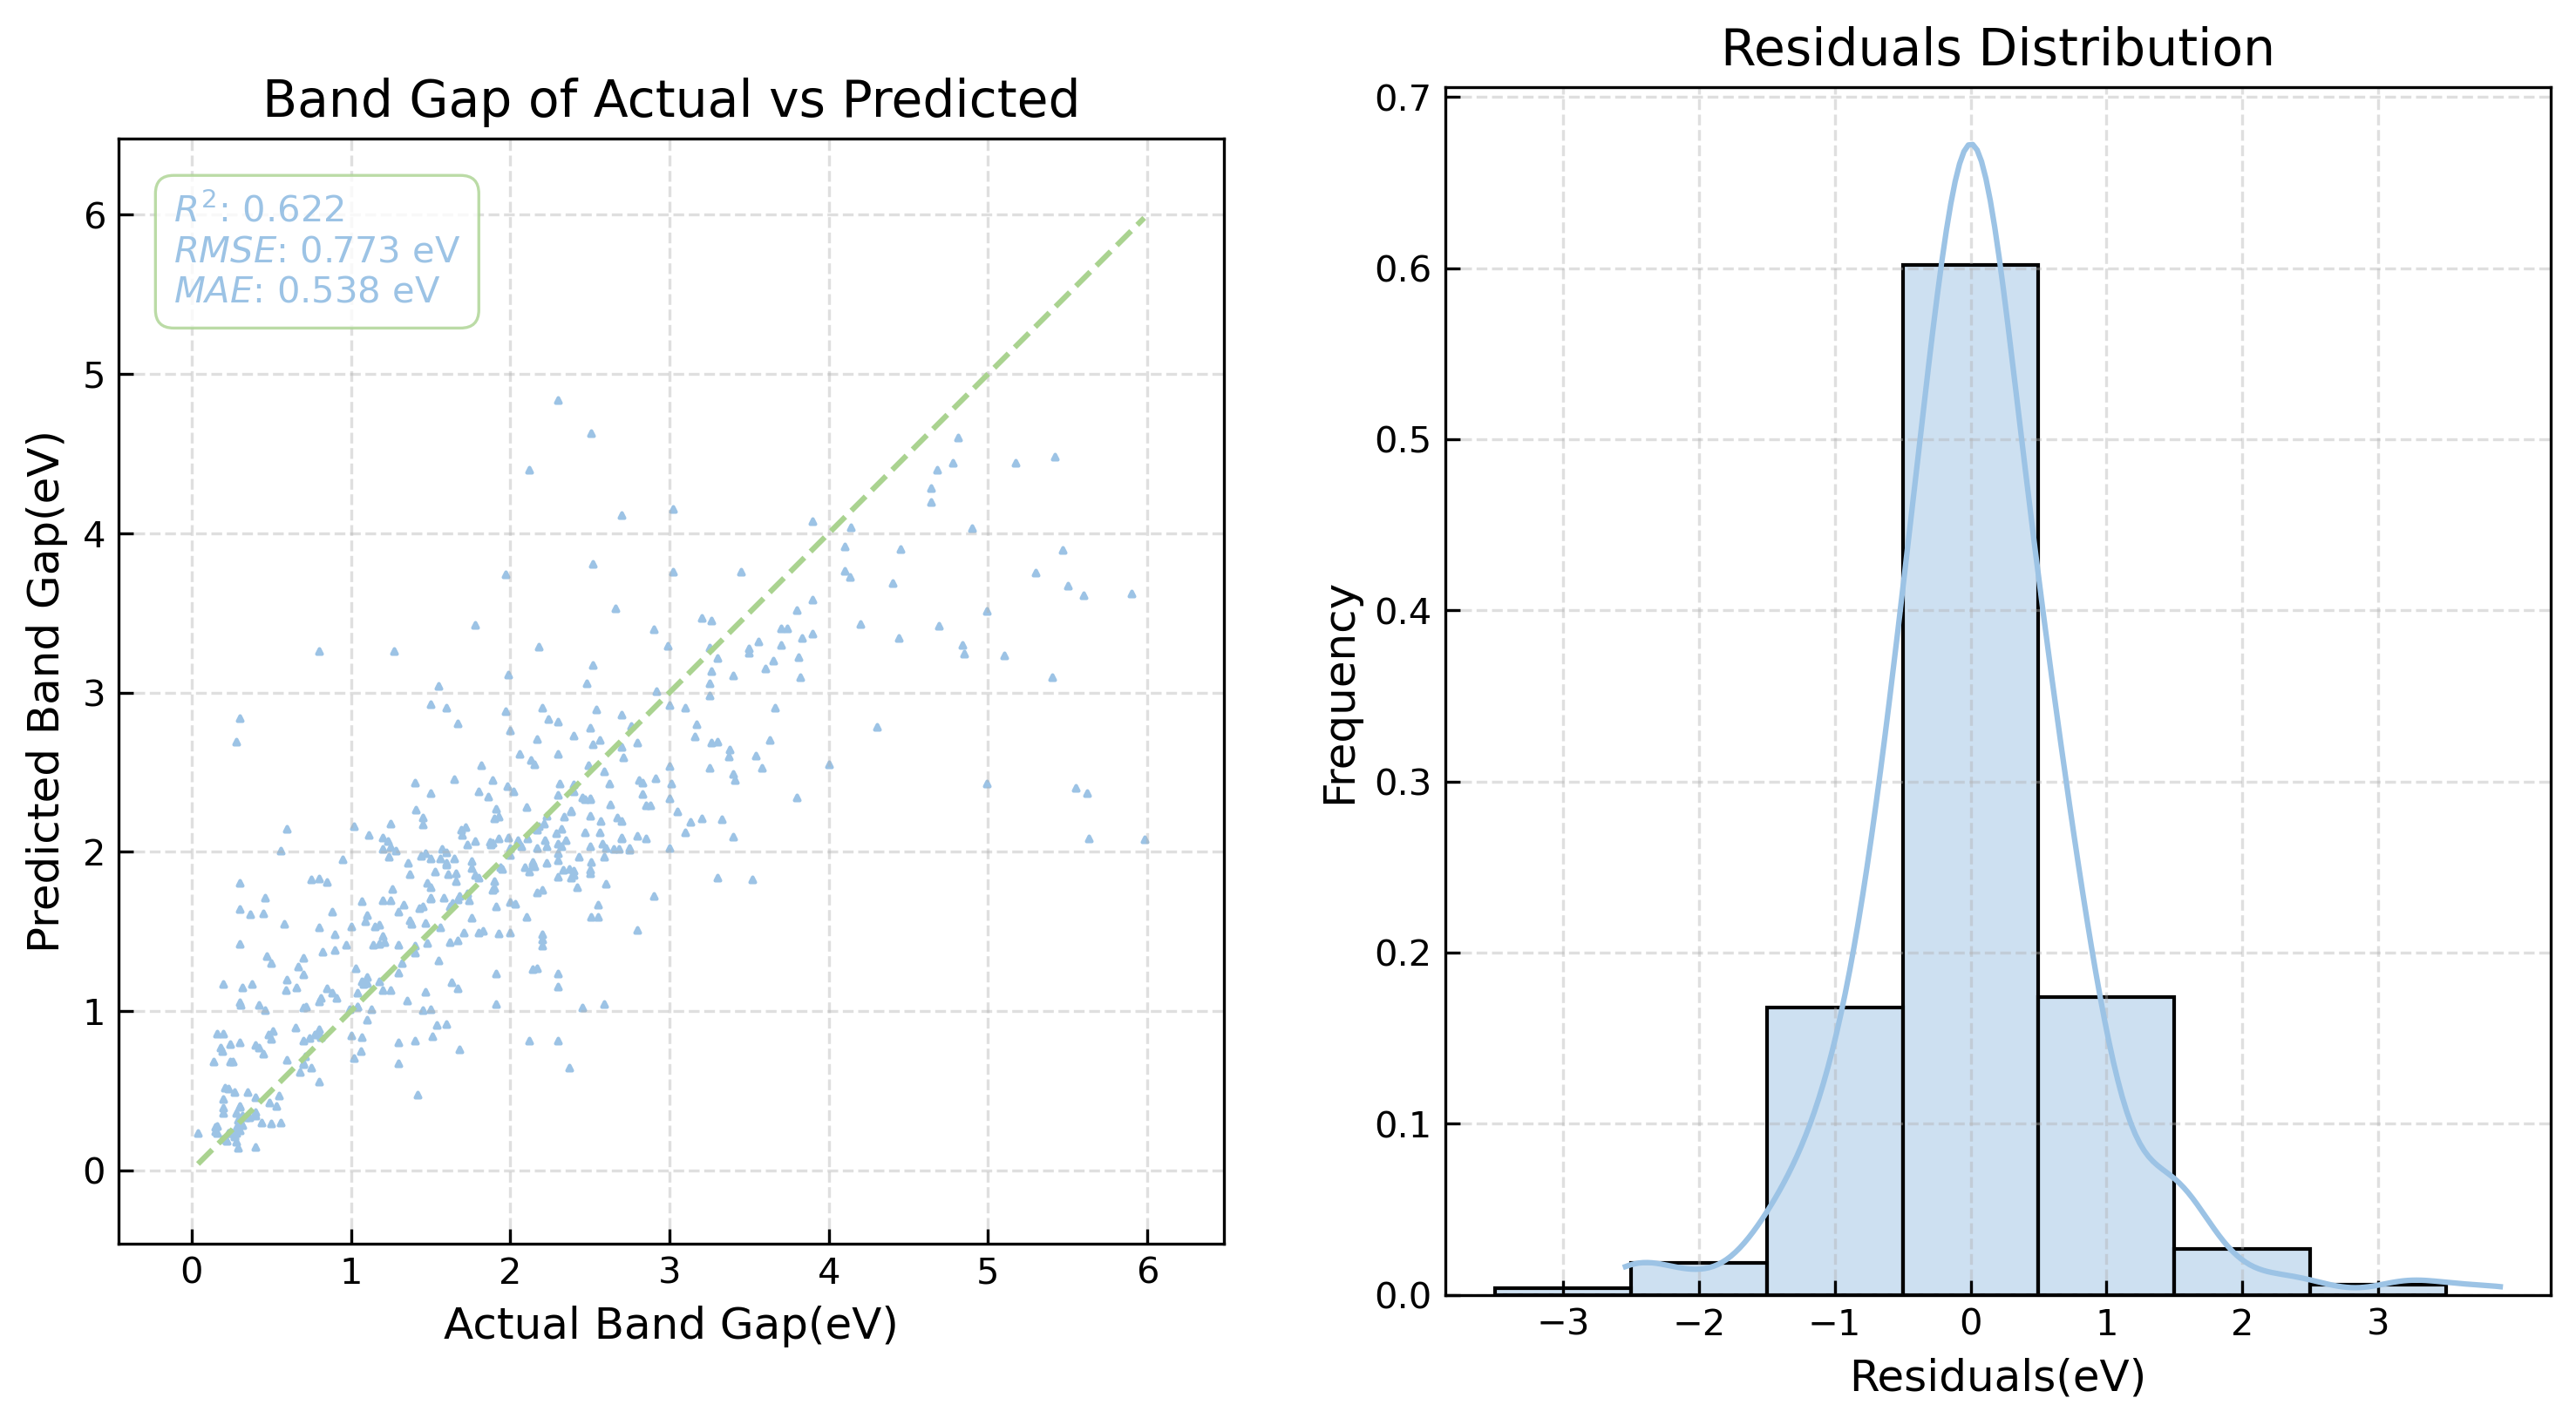 Band Gap of Actual vs Predicted
R²: 0.622
RMSE: 0.773 eV
MAE: 0.538 eV
Predicted Band Gap(eV)
6
5
4
3
2
1
0
0 1 2 3 4 5 6
Actual Band Gap(eV)
Residuals Distribution
Frequency
0.7
0.6
0.5
0.4
0.3
0.2
0.1
0.0
−3 −2 −1 0 1 2 3
Residuals(eV)